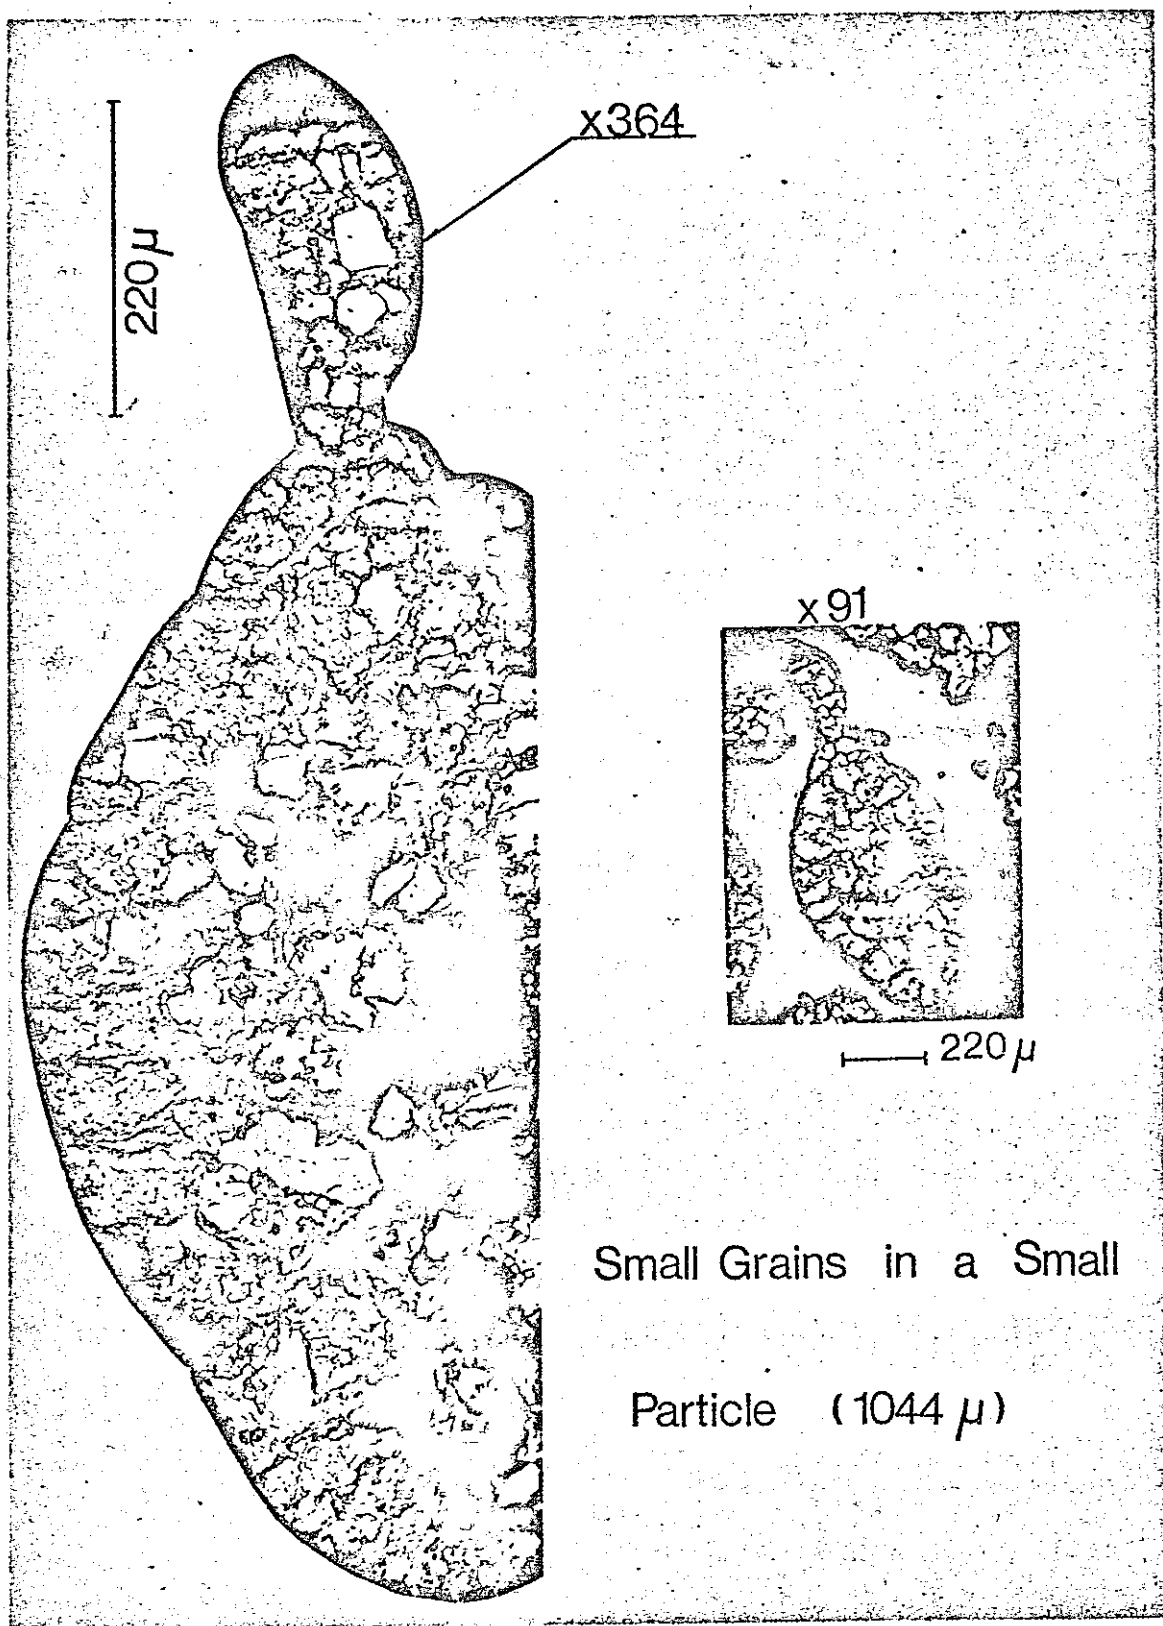 x364
220μ
x91
220μ
Small Grains in a Small
Particle (1044 μ)